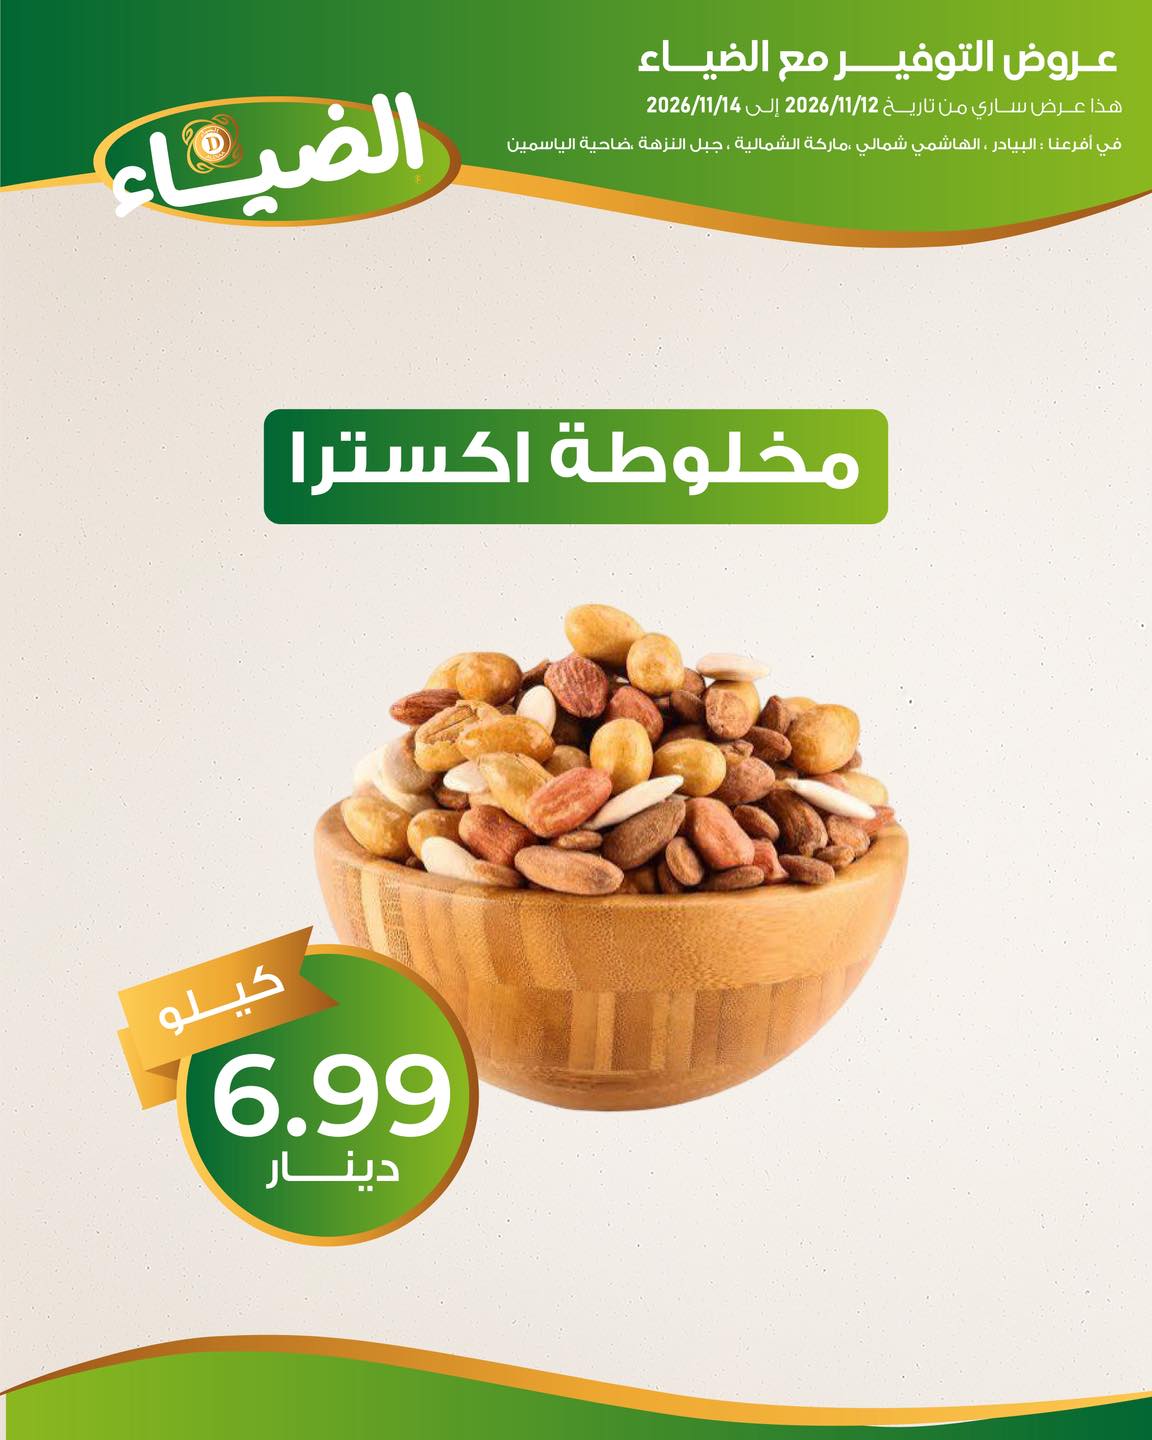 عروض التوفير مع الضياء
هذا عرض ساري من تاريخ 2026/11/12 إلى 2026/11/14
في أفرعنا : البيادر ، الهاشمي شمالي ،ماركة الشمالية ، جبل النزهة ،ضاحية الياسمين
الضياء
D
مخلوطة اكسترا
كيلو
6.99
دينار